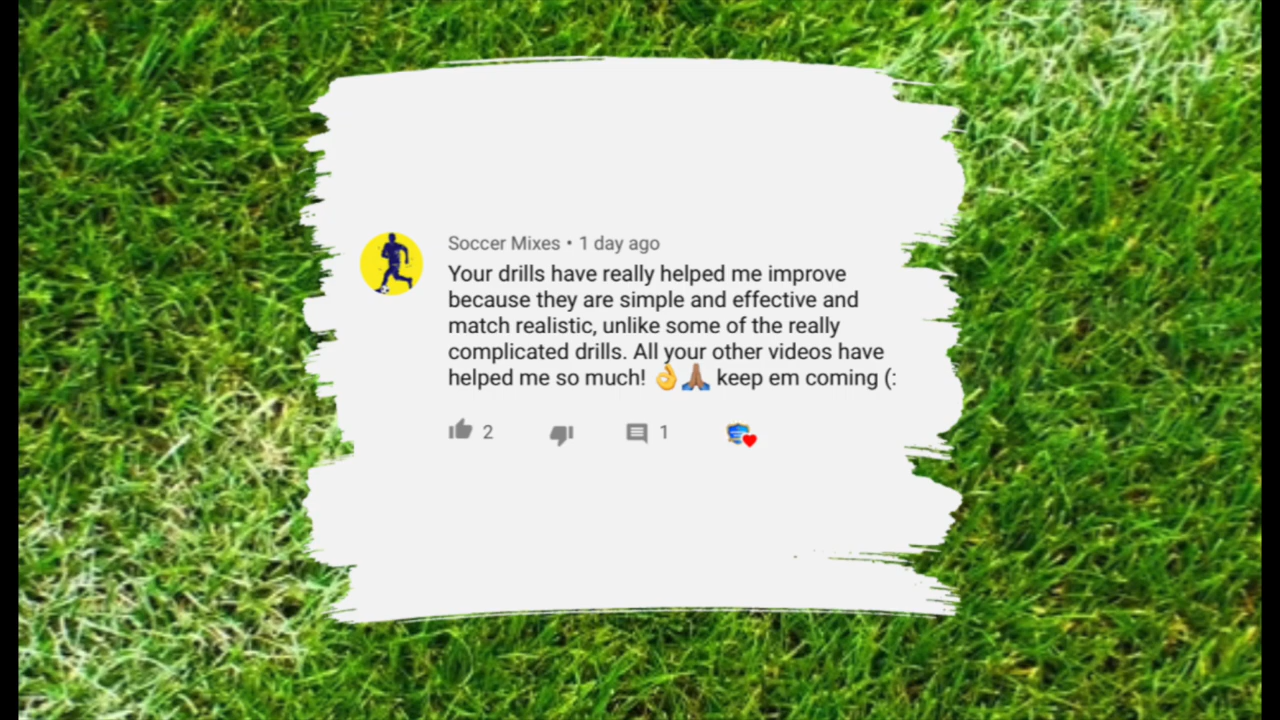 Soccer Mixes • 1 day ago
Your drills have really helped me improve
because they are simple and effective and
match realistic, unlike some of the really
complicated drills. All your other videos have
helped me so much! 👌🙏🏽 keep em coming (:
2 1